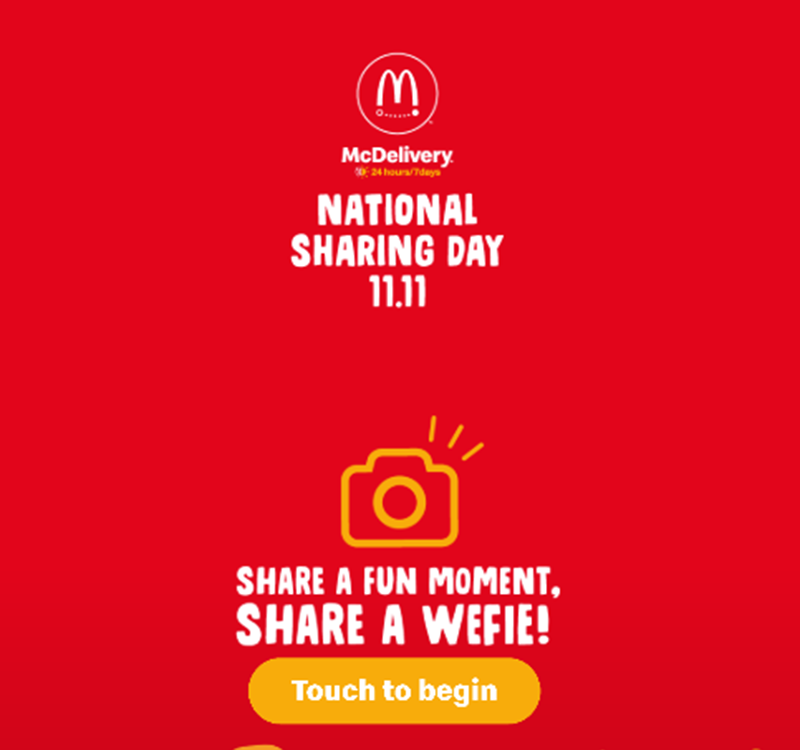 McDelivery
24 hours/7days
NATIONAL
SHARING DAY
11.11
SHARE A FUN MOMENT,
SHARE A WEFIE!
Touch to begin